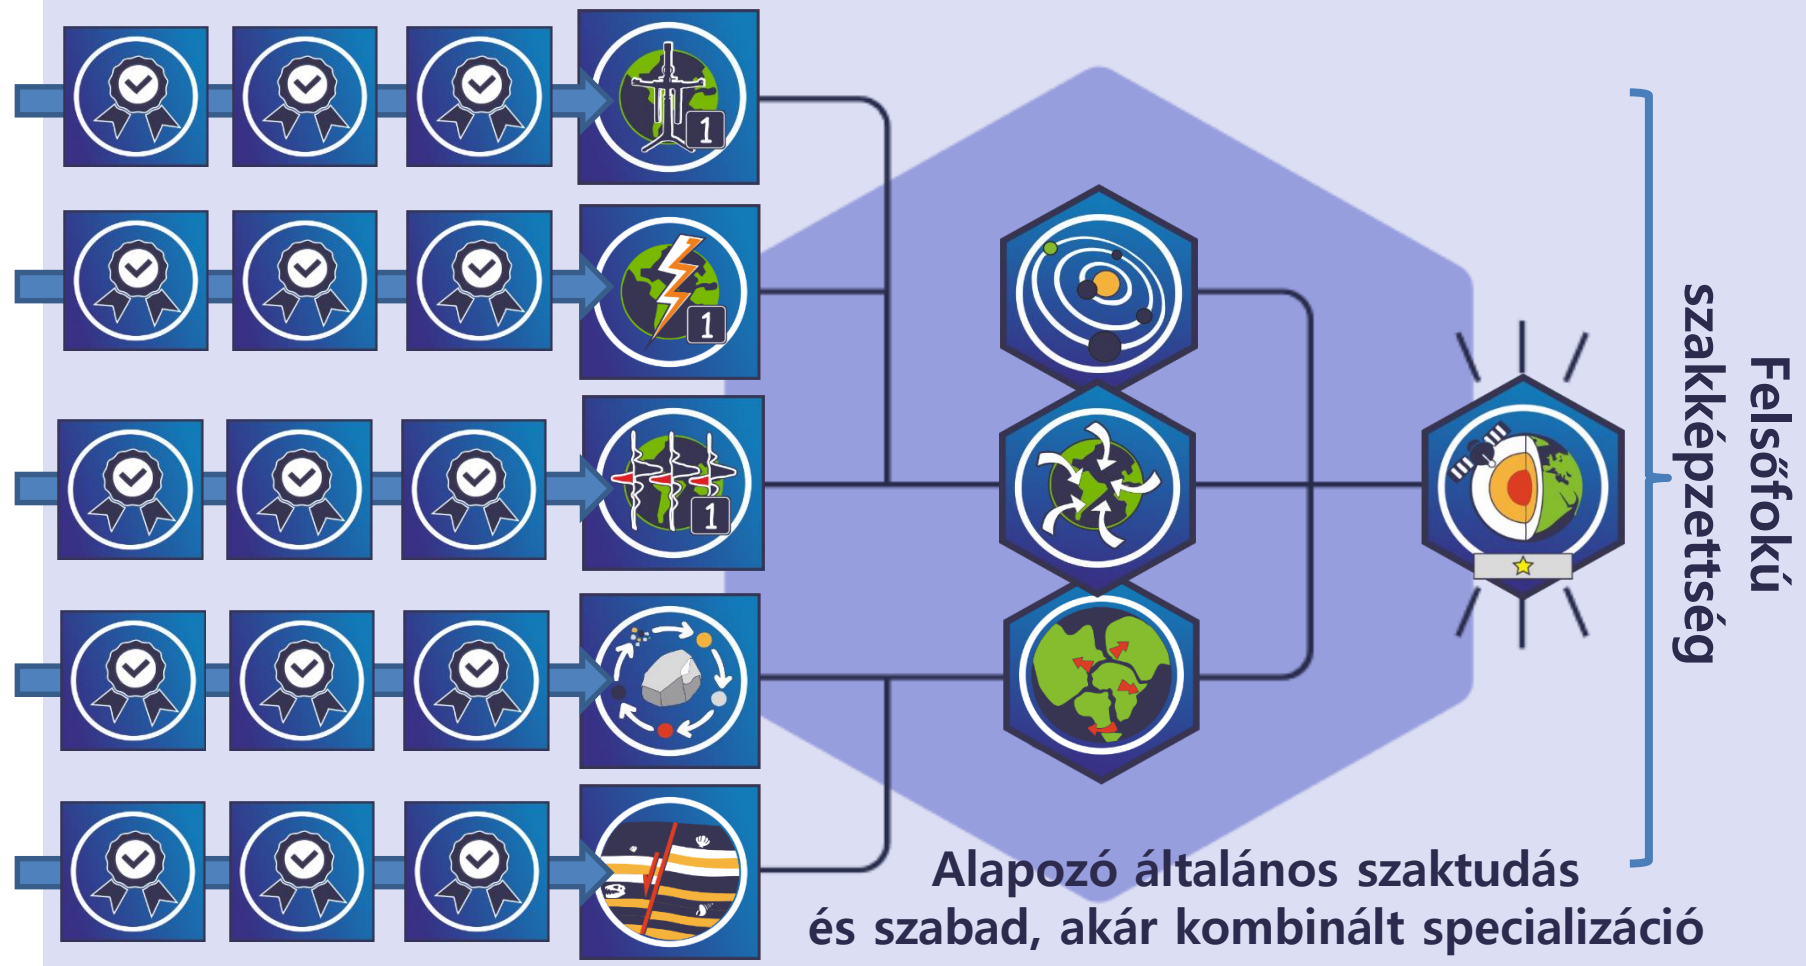 1
1
1
Felsőfokú
szakképzettség
Alapozó általános szaktudás
és szabad, akár kombinált specializáció